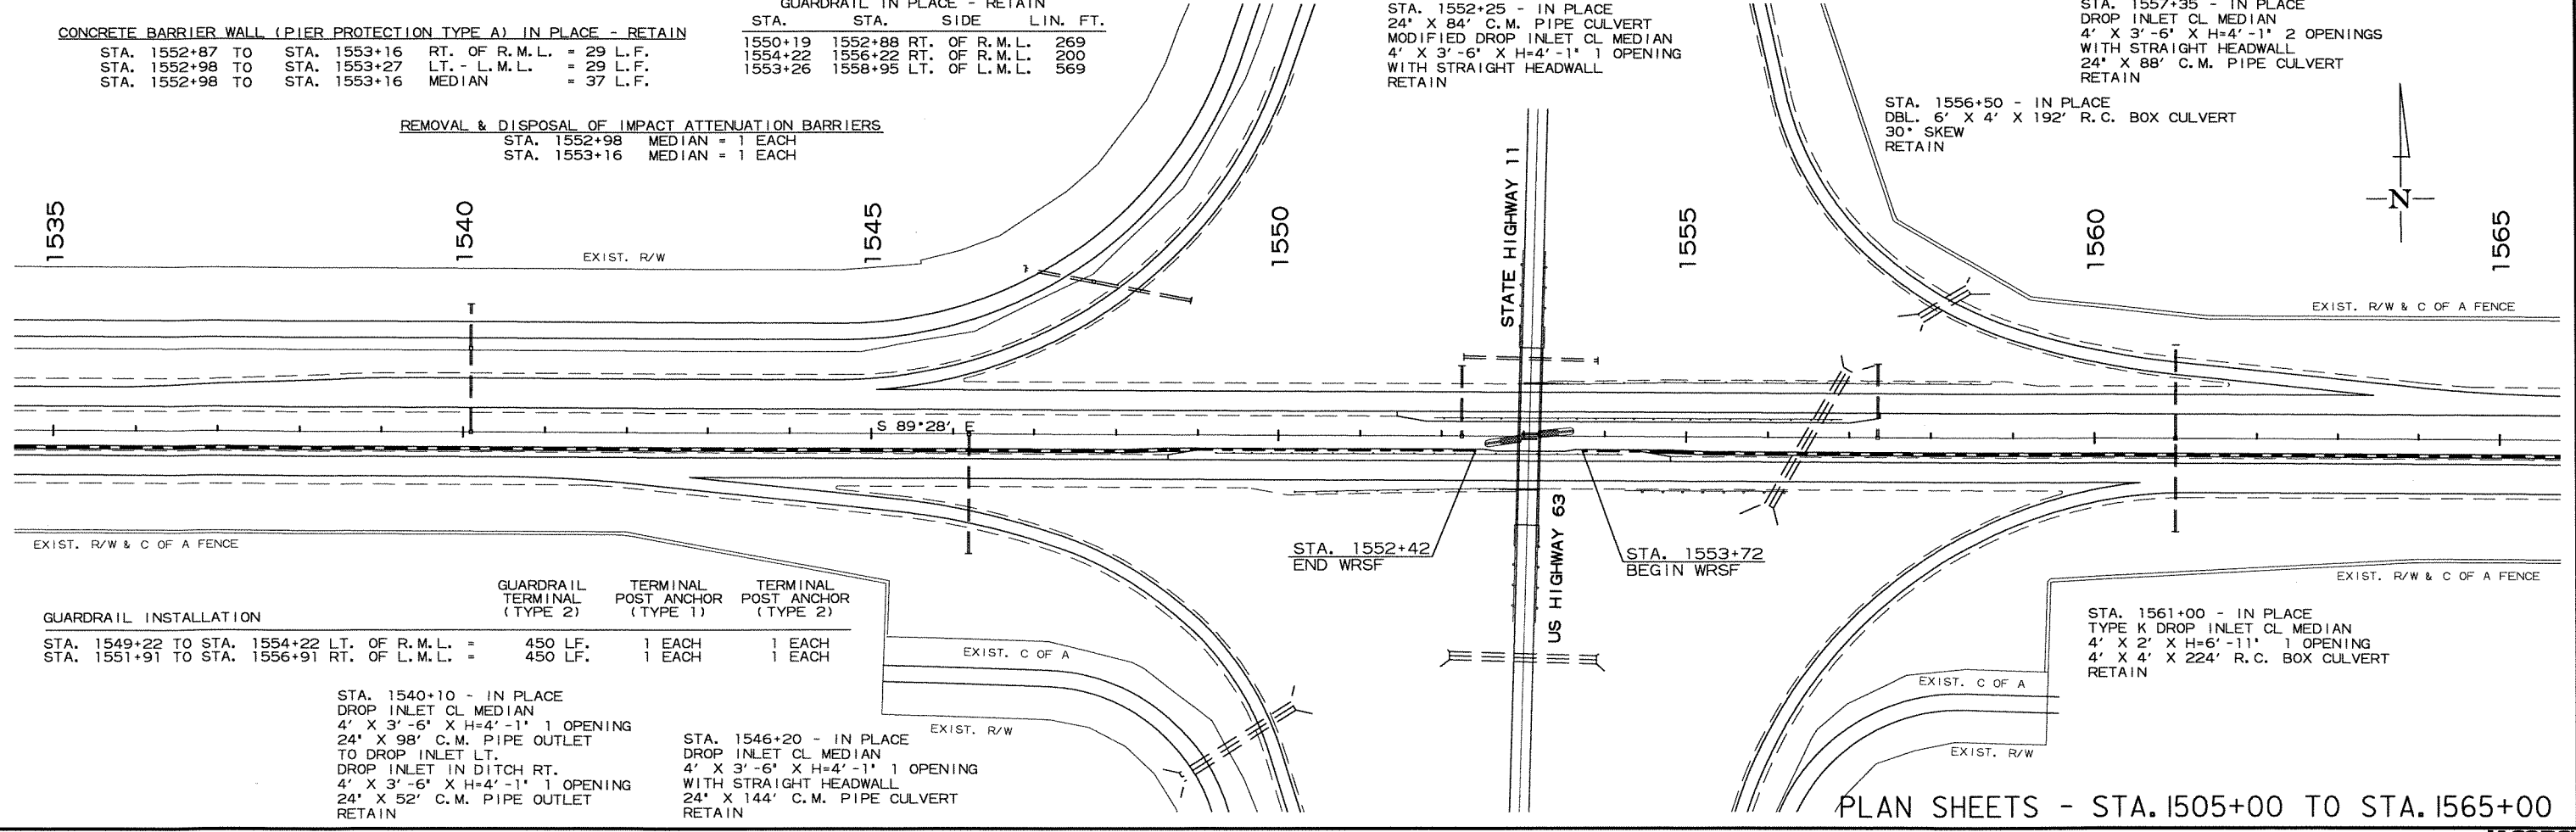 CONCRETE BARRIER WALL (PIER PROTECTION TYPE A) IN PLACE - RETAIN
STA. 1552+87 TO STA. 1553+16 RT. OF R.M.L. = 29 L.F.
STA. 1552+98 TO STA. 1553+27 LT. - L.M.L. = 29 L.F.
STA. 1552+98 TO STA. 1553+16 MEDIAN = 37 L.F.
GUARDRAIL IN PLACE - RETAIN
STA. STA. SIDE LIN. FT.
1550+19 1552+88 RT. OF R.M.L. 269
1554+22 1556+22 RT. OF R.M.L. 200
1553+26 1558+95 LT. OF L.M.L. 569
REMOVAL & DISPOSAL OF IMPACT ATTENUATION BARRIERS
STA. 1552+98 MEDIAN = 1 EACH
STA. 1553+16 MEDIAN = 1 EACH
STA. 1552+25 - IN PLACE
24" X 84' C.M. PIPE CULVERT
MODIFIED DROP INLET CL MEDIAN
4' X 3'-6" X H=4'-1" 1 OPENING
WITH STRAIGHT HEADWALL
RETAIN
STA. 1557+35 - IN PLACE
DROP INLET CL MEDIAN
4' X 3'-6" X H=4'-1" 2 OPENINGS
WITH STRAIGHT HEADWALL
24" X 88' C.M. PIPE CULVERT
RETAIN
STA. 1556+50 - IN PLACE
DBL. 6' X 4' X 192' R.C. BOX CULVERT
30° SKEW
RETAIN
N
1535
1540
1545
1550
1555
1560
1565
EXIST. R/W
STATE HIGHWAY 11
EXIST. R/W & C OF A FENCE
S 89°28' E
US HIGHWAY 63
STA. 1552+42
END WRSF
STA. 1553+72
BEGIN WRSF
EXIST. R/W & C OF A FENCE
EXIST. R/W & C OF A FENCE
GUARDRAIL INSTALLATION
GUARDRAIL TERMINAL (TYPE 2)
TERMINAL POST ANCHOR (TYPE 1)
TERMINAL POST ANCHOR (TYPE 2)
STA. 1549+22 TO STA. 1554+22 LT. OF R.M.L. = 450 LF. 1 EACH 1 EACH
STA. 1551+91 TO STA. 1556+91 RT. OF L.M.L. = 450 LF. 1 EACH 1 EACH
EXIST. C OF A
EXIST. R/W
STA. 1540+10 - IN PLACE
DROP INLET CL MEDIAN
4' X 3'-6" X H=4'-1" 1 OPENING
24" X 98' C.M. PIPE OUTLET
TO DROP INLET LT.
DROP INLET IN DITCH RT.
4' X 3'-6" X H=4'-1" 1 OPENING
24" X 52' C.M. PIPE OUTLET
RETAIN
STA. 1546+20 - IN PLACE
DROP INLET CL MEDIAN
4' X 3'-6" X H=4'-1" 1 OPENING
WITH STRAIGHT HEADWALL
24" X 144' C.M. PIPE CULVERT
RETAIN
STA. 1561+00 - IN PLACE
TYPE K DROP INLET CL MEDIAN
4' X 2' X H=6'-11" 1 OPENING
4' X 4' X 224' R.C. BOX CULVERT
RETAIN
EXIST. C OF A
EXIST. R/W
PLAN SHEETS - STA. 1505+00 TO STA. 1565+00